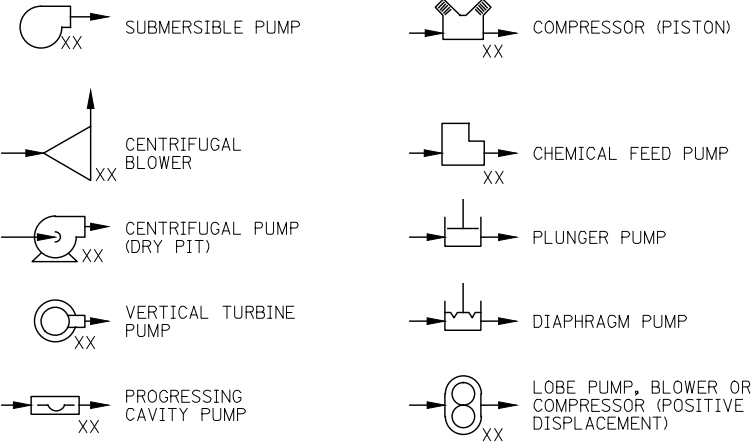 SUBMERSIBLE PUMP
XX
CENTRIFUGAL
BLOWER
XX
CENTRIFUGAL PUMP
(DRY PIT)
XX
VERTICAL TURBINE
PUMP
XX
PROGRESSING
CAVITY PUMP
XX
COMPRESSOR (PISTON)
XX
CHEMICAL FEED PUMP
XX
PLUNGER PUMP
DIAPHRAGM PUMP
LOBE PUMP, BLOWER OR
COMPRESSOR (POSITIVE
DISPLACEMENT)
XX